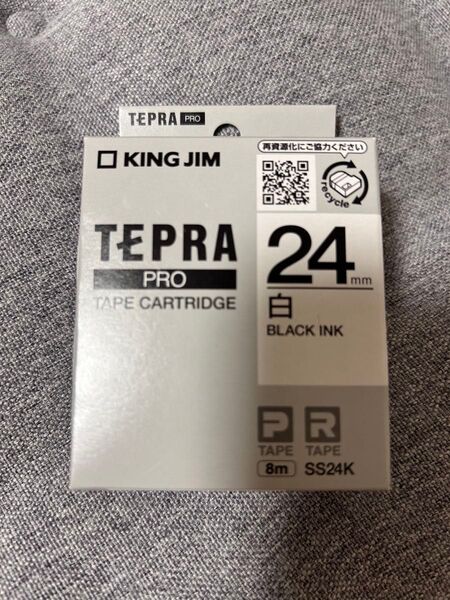 TEPRA PRO
KING JIM
再資源化にご協力ください
recycle
TEPRA
PRO
TAPE CARTRIDGE
24mm
白
BLACK INK
P R
TAPE TAPE
8m SS24K